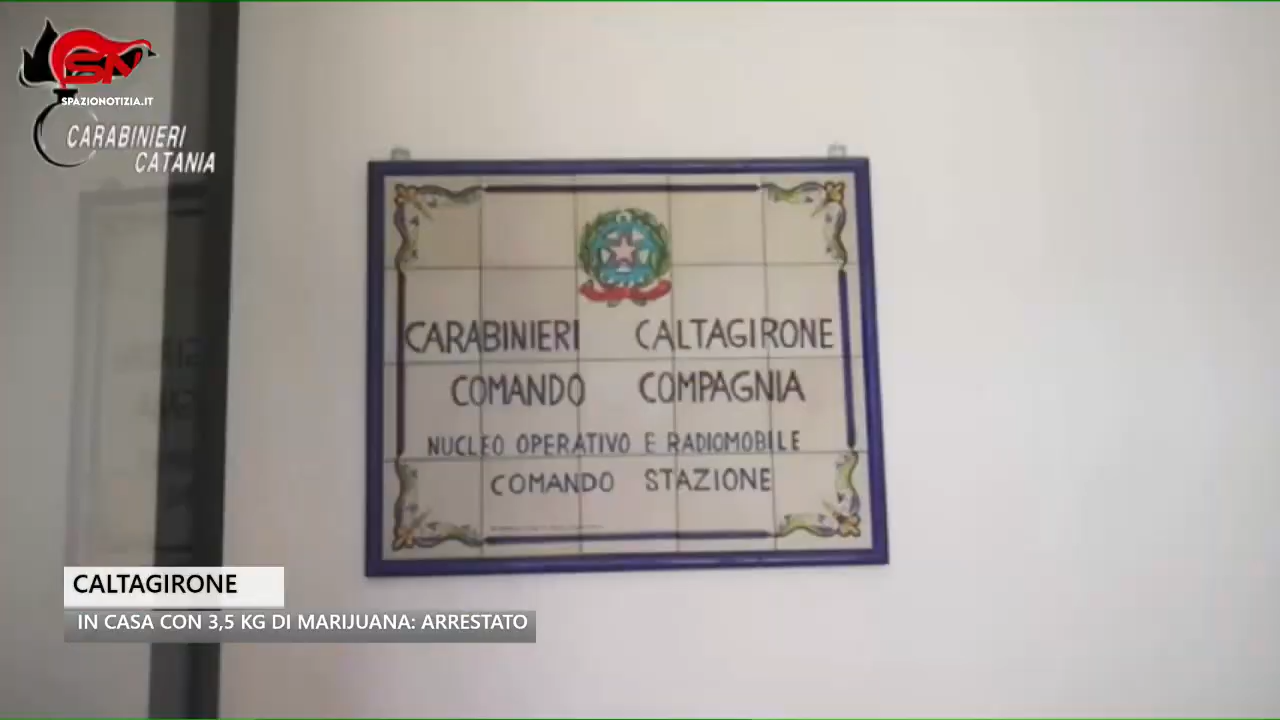 SN
SPAZIONOTIZIA.IT
CARABINIERI
CATANIA
CARABINIERI CALTAGIRONE
COMANDO COMPAGNIA
NUCLEO OPERATIVO E RADIOMOBILE
COMANDO STAZIONE
CALTAGIRONE
IN CASA CON 3,5 KG DI MARIJUANA: ARRESTATO